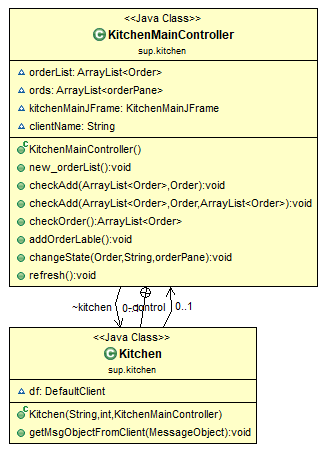 <<Java Class>>
KitchenMainController
sup.kitchen
orderList: ArrayList<Order>
ords: ArrayList<orderPane>
kitchenMainJFrame: KitchenMainJFrame
clientName: String
KitchenMainController()
new_orderList():void
checkAdd(ArrayList<Order>,Order):void
checkAdd(ArrayList<Order>,Order,ArrayList<Order>):void
checkOrder():ArrayList<Order>
addOrderLable():void
changeState(Order,String,orderPane):void
refresh():void
~kitchen
~control
0..1
<<Java Class>>
Kitchen
sup.kitchen
df: DefaultClient
Kitchen(String,int,KitchenMainController)
getMsgObjectFromClient(MessageObject):void